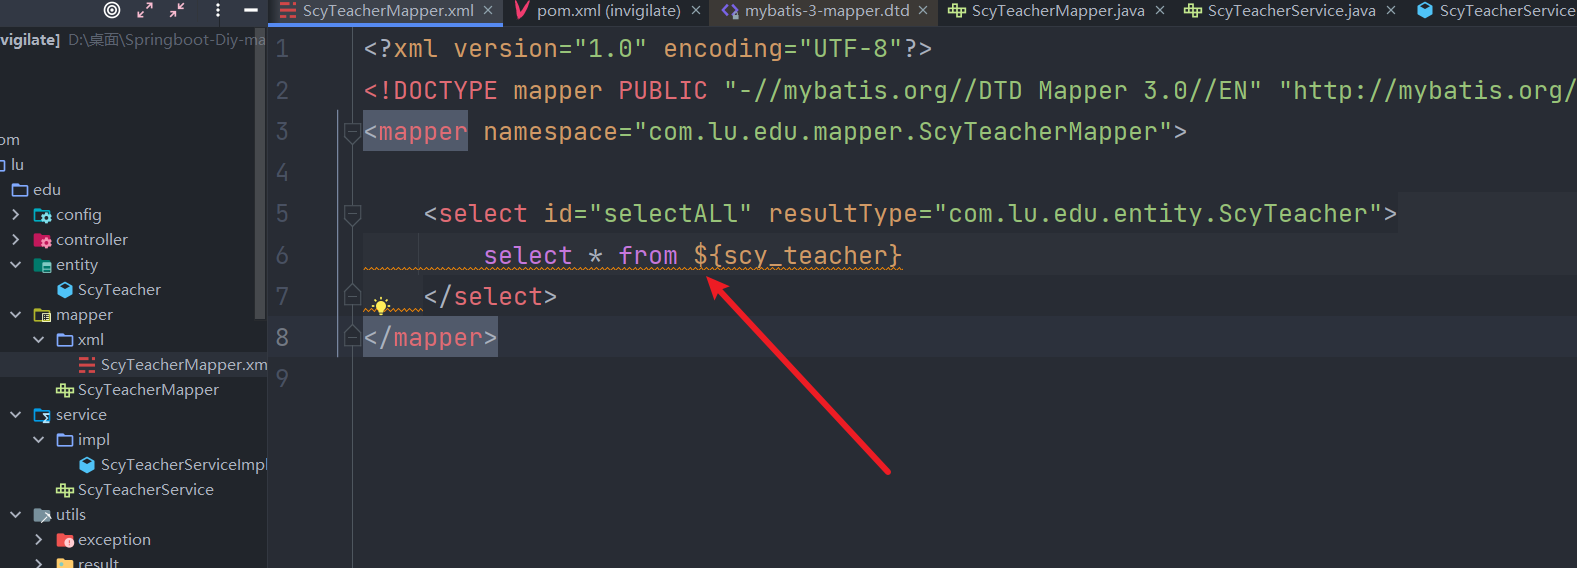 ScyTeacherMapper.xml
pom.xml (invigilate)
mybatis-3-mapper.dtd
ScyTeacherMapper.java
ScyTeacherService.java
ScyTeacherService
vigilate] D:\桌面\Springboot-Diy-ma
om
lu
edu
config
controller
entity
ScyTeacher
mapper
xml
ScyTeacherMapper.xm
ScyTeacherMapper
service
impl
ScyTeacherServiceImpl
ScyTeacherService
utils
exception
result
1 <?xml version="1.0" encoding="UTF-8"?>
2 <!DOCTYPE mapper PUBLIC "-//mybatis.org//DTD Mapper 3.0//EN" "http://mybatis.org/
3 <mapper namespace="com.lu.edu.mapper.ScyTeacherMapper">
4
5 <select id="selectALl" resultType="com.lu.edu.entity.ScyTeacher">
6 select * from ${scy_teacher}
7 </select>
8 </mapper>
9